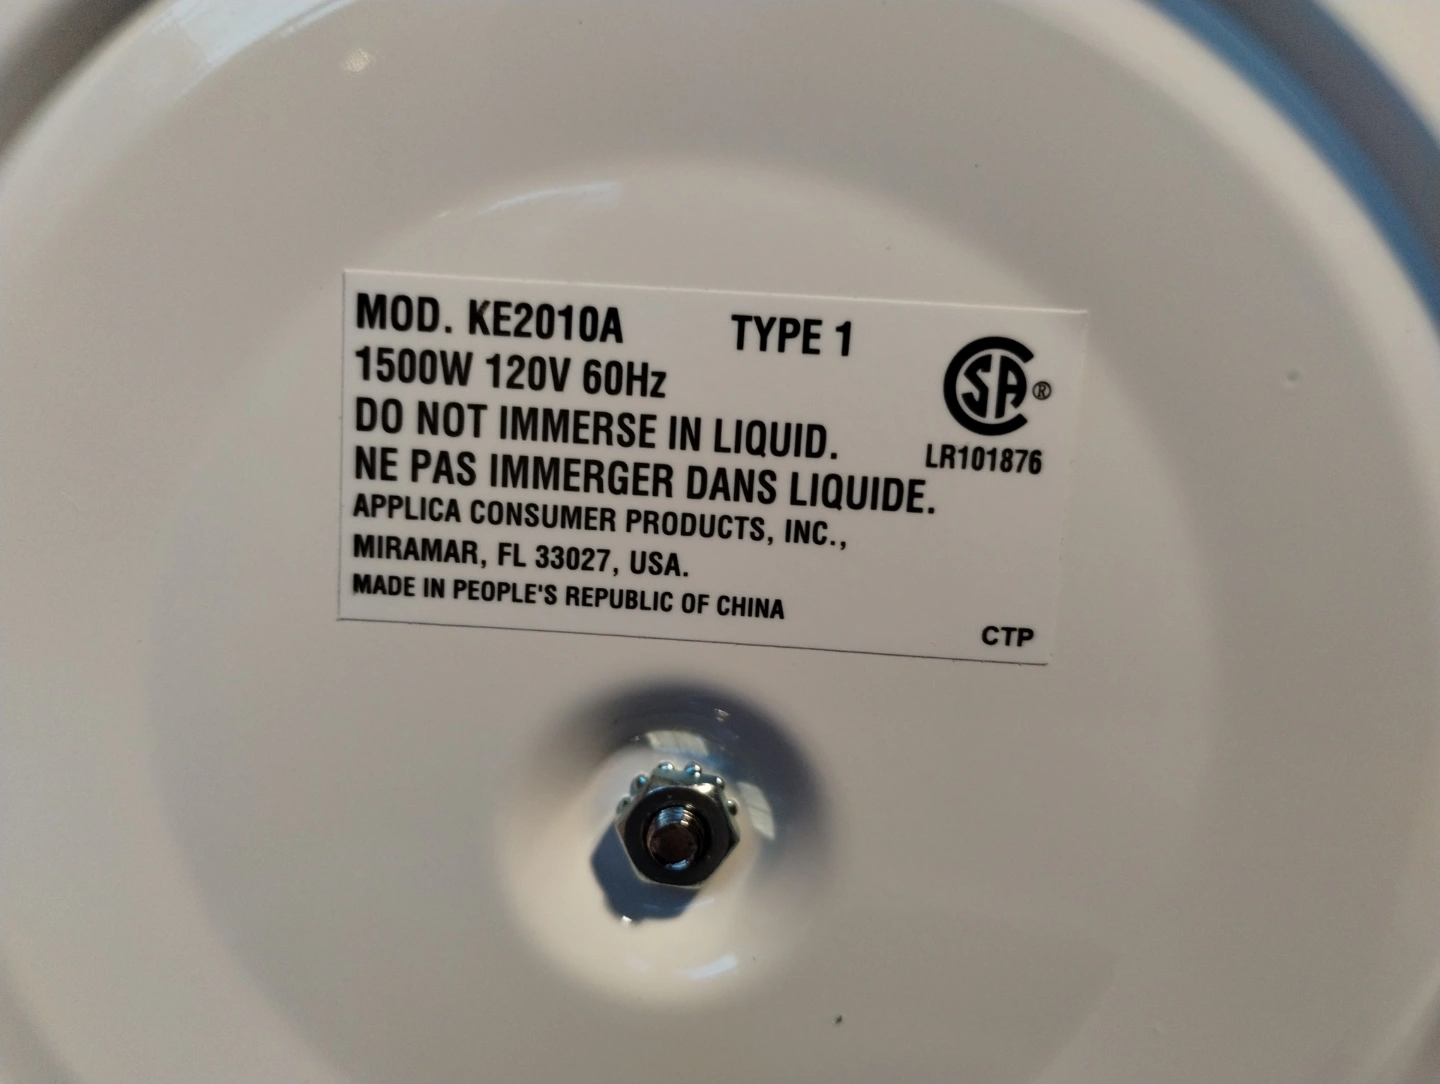 MOD. KE2010A TYPE 1
1500W 120V 60Hz
SA ®
DO NOT IMMERSE IN LIQUID.
LR101876
NE PAS IMMERGER DANS LIQUIDE.
APPLICA CONSUMER PRODUCTS, INC.,
MIRAMAR, FL 33027, USA.
MADE IN PEOPLE'S REPUBLIC OF CHINA
CTP